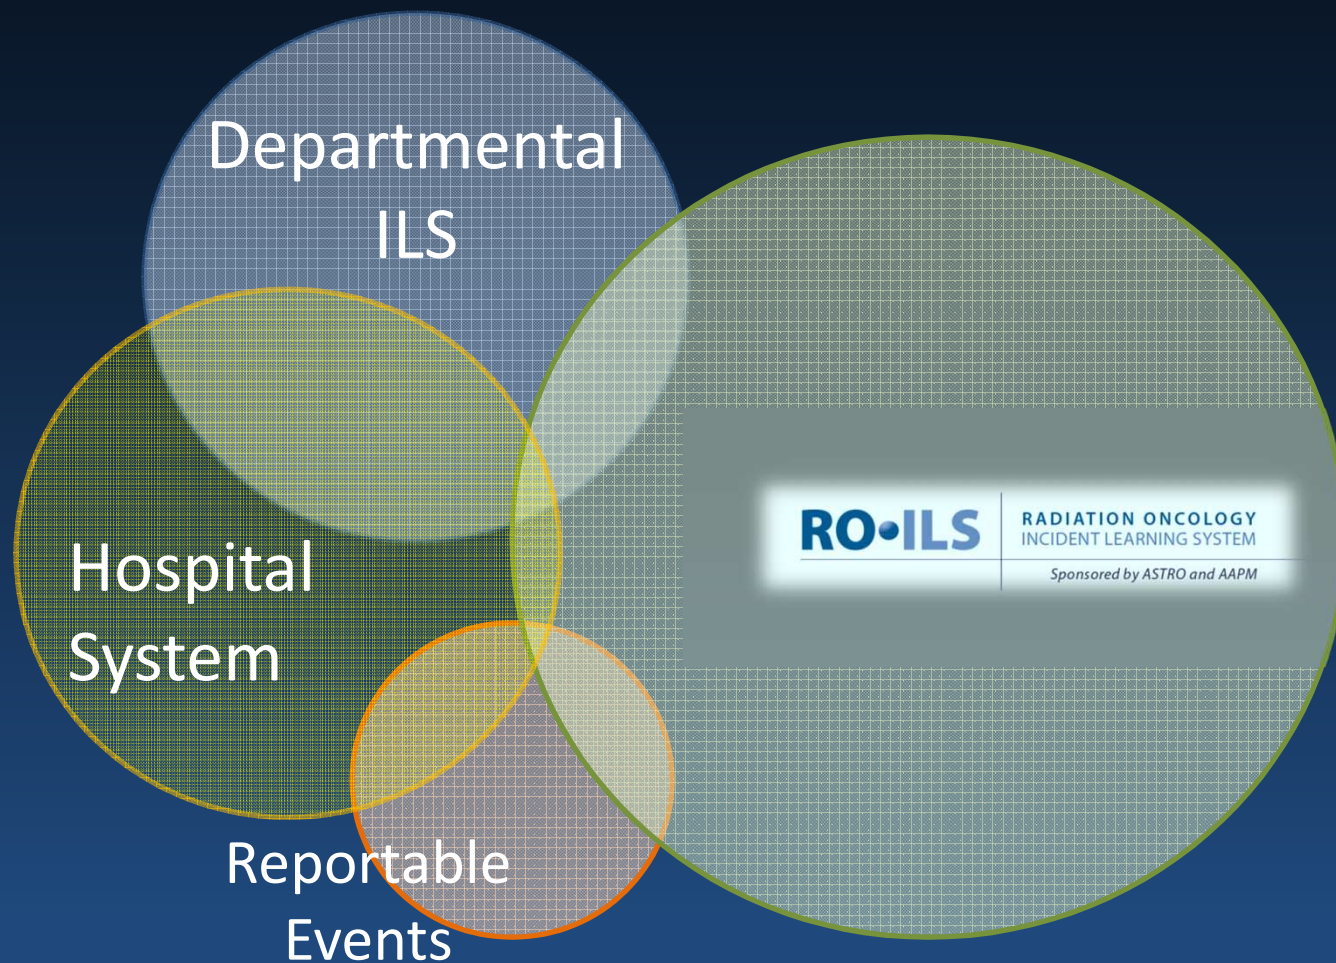 Departmental
ILS
Hospital
System
Reportable
Events
RO•ILS
RADIATION ONCOLOGY
INCIDENT LEARNING SYSTEM
Sponsored by ASTRO and AAPM